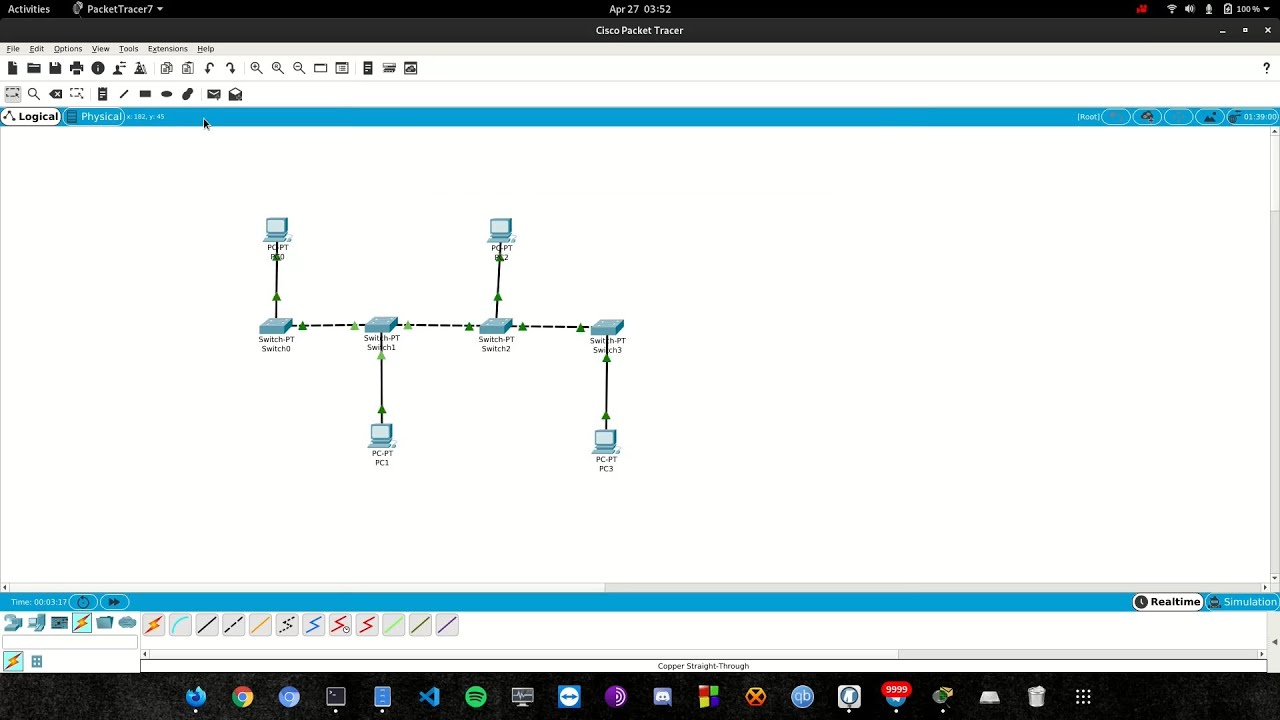 Activities
PacketTracer7
Apr 27 03:52
100 %
Cisco Packet Tracer
File Edit Options View Tools Extensions Help
?
Logical
Physical
x: 182, y: 45
[Root]
01:39:00
PC-PT
PC0
PC-PT
PC2
Switch-PT
Switch0
Switch-PT
Switch1
Switch-PT
Switch2
Switch-PT
Switch3
PC-PT
PC1
PC-PT
PC3
Time: 00:03:17
Realtime
Simulation
Copper Straight-Through
9999
qb